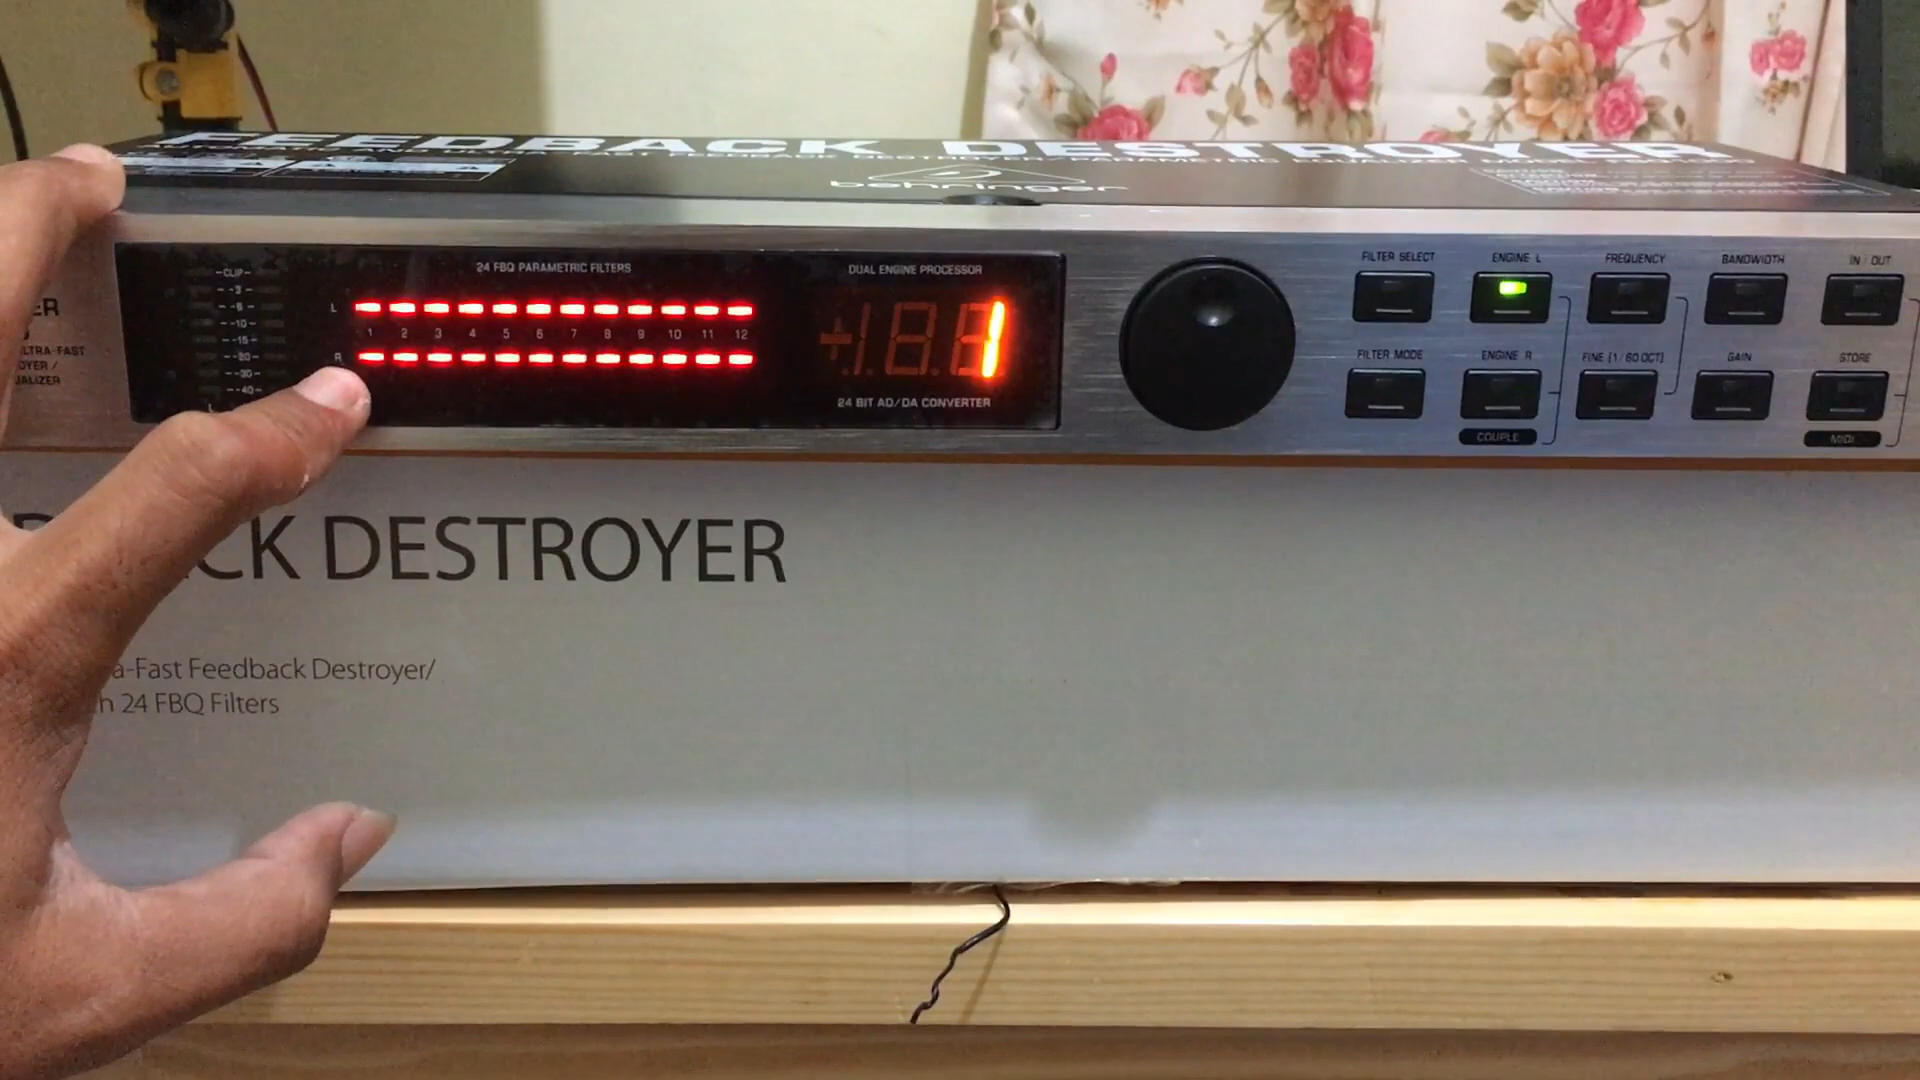 FEEDBACK DESTROYER
behringer
24 FBQ PARAMETRIC FILTERS
DUAL ENGINE PROCESSOR
CLIP
-3
-10
-15
-20
-30
-40
L
1 2 3 4 5 6 7 8 9 10 11 12
R
1
24 BIT AD/DA CONVERTER
FILTER SELECT
ENGINE L
FREQUENCY
BANDWIDTH
IN / OUT
FILTER MODE
ENGINE R
FINE (1/60 OCT)
GAIN
STORE
COUPLE
MIDI
ER
LTRA-FAST
OYER /
ALIZER
CK DESTROYER
a-Fast Feedback Destroyer/
h 24 FBQ Filters